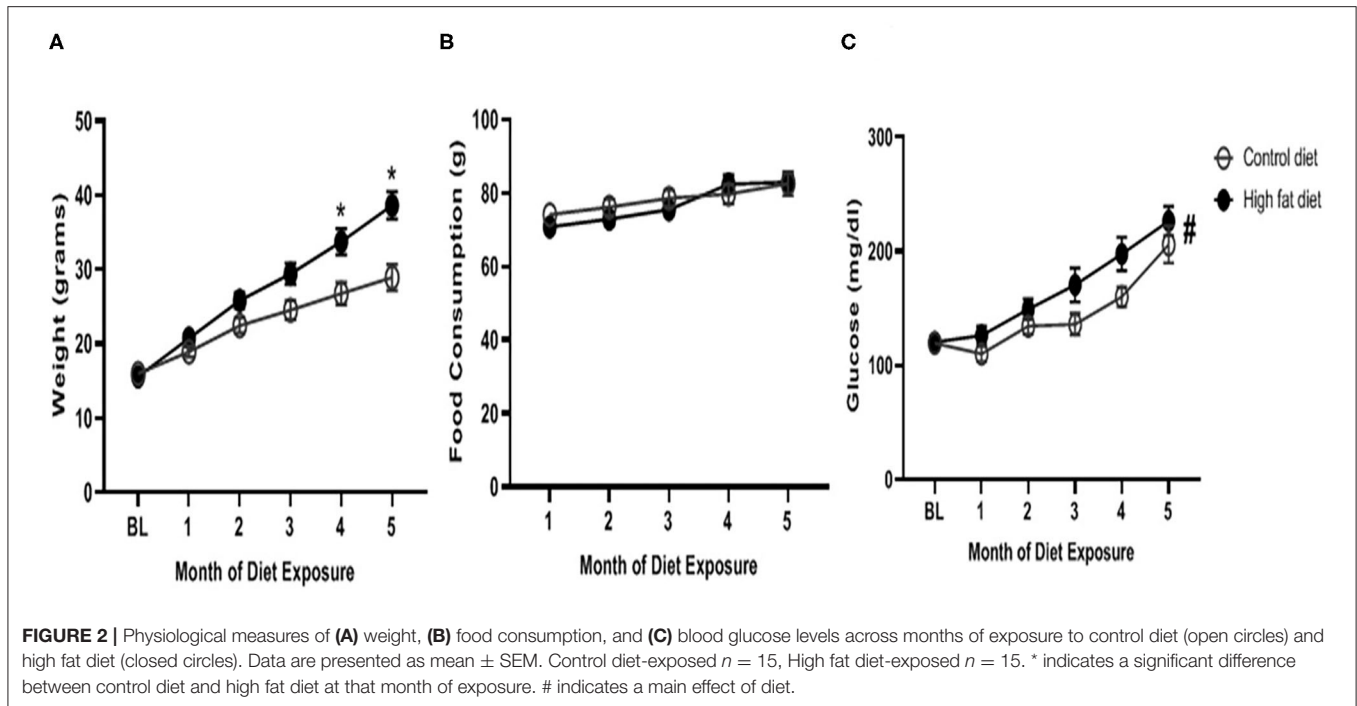 A
B
C
Weight (grams)
50
40
30
20
10
0
*
*
BL 1 2 3 4 5
Month of Diet Exposure
Food Consumption (g)
100
80
60
40
20
0
1 2 3 4 5
Month of Diet Exposure
Glucose (mg/dl)
300
200
100
0
#
BL 1 2 3 4 5
Month of Diet Exposure
Control diet
High fat diet
FIGURE 2 | Physiological measures of (A) weight, (B) food consumption, and (C) blood glucose levels across months of exposure to control diet (open circles) and
high fat diet (closed circles). Data are presented as mean ± SEM. Control diet-exposed n = 15, High fat diet-exposed n = 15. * indicates a significant difference
between control diet and high fat diet at that month of exposure. # indicates a main effect of diet.